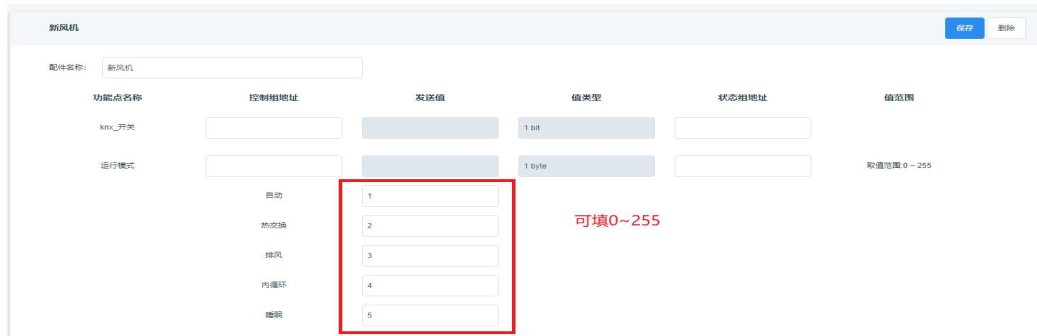 新风机 保存 删除
配件名称： 新风机
功能点名称 控制组地址 发送值 值类型 状态组地址 值范围
knx_开关 1 bit
运行模式 1 byte 取值范围:0 ~ 255
自动 1
热交换 2 可填0~255
排风 3
内循环 4
睡眠 5